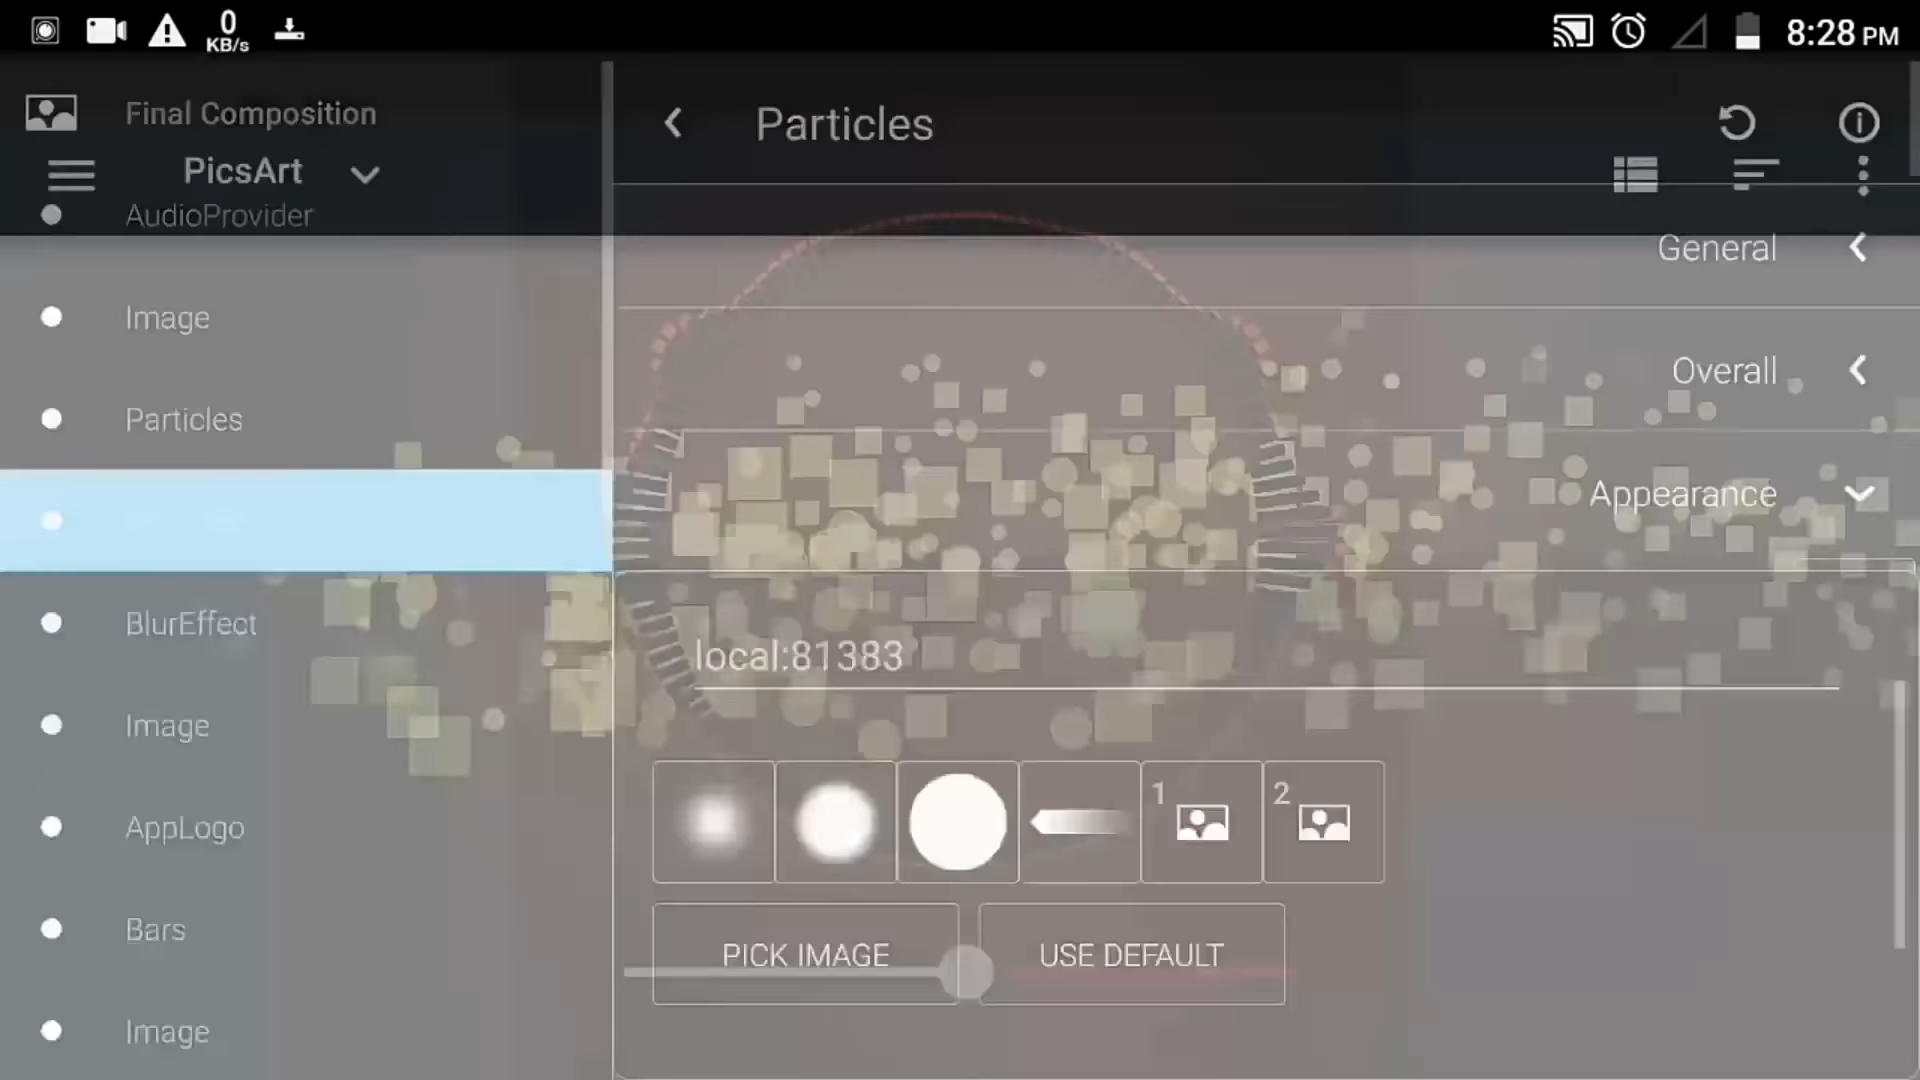 0
KB/s
8:28 PM
Final Composition
Particles
PicsArt
AudioProvider
General
Image
Overall
Particles
Appearance
BlurEffect
local:81383
Image
1
2
AppLogo
Bars
PICK IMAGE
USE DEFAULT
Image